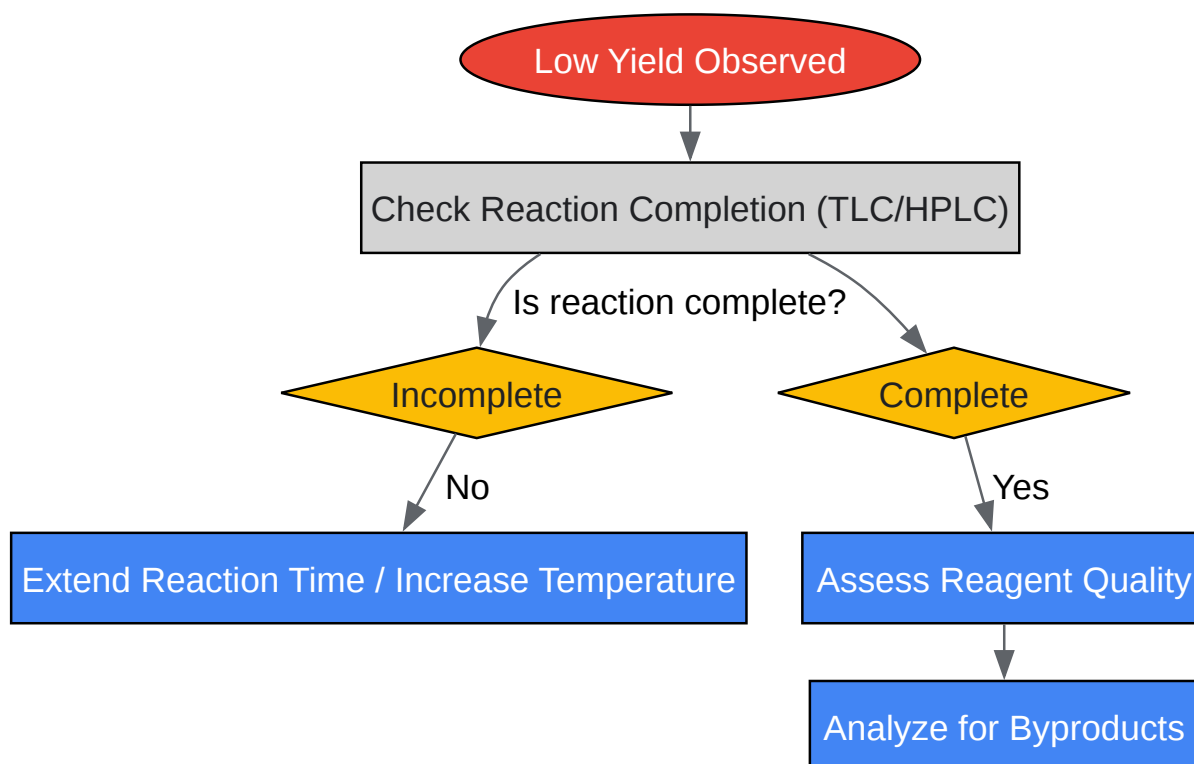 Low Yield Observed
Check Reaction Completion (TLC/HPLC)
Is reaction complete?
Incomplete
Complete
No
Yes
Extend Reaction Time / Increase Temperature
Assess Reagent Quality
Analyze for Byproducts